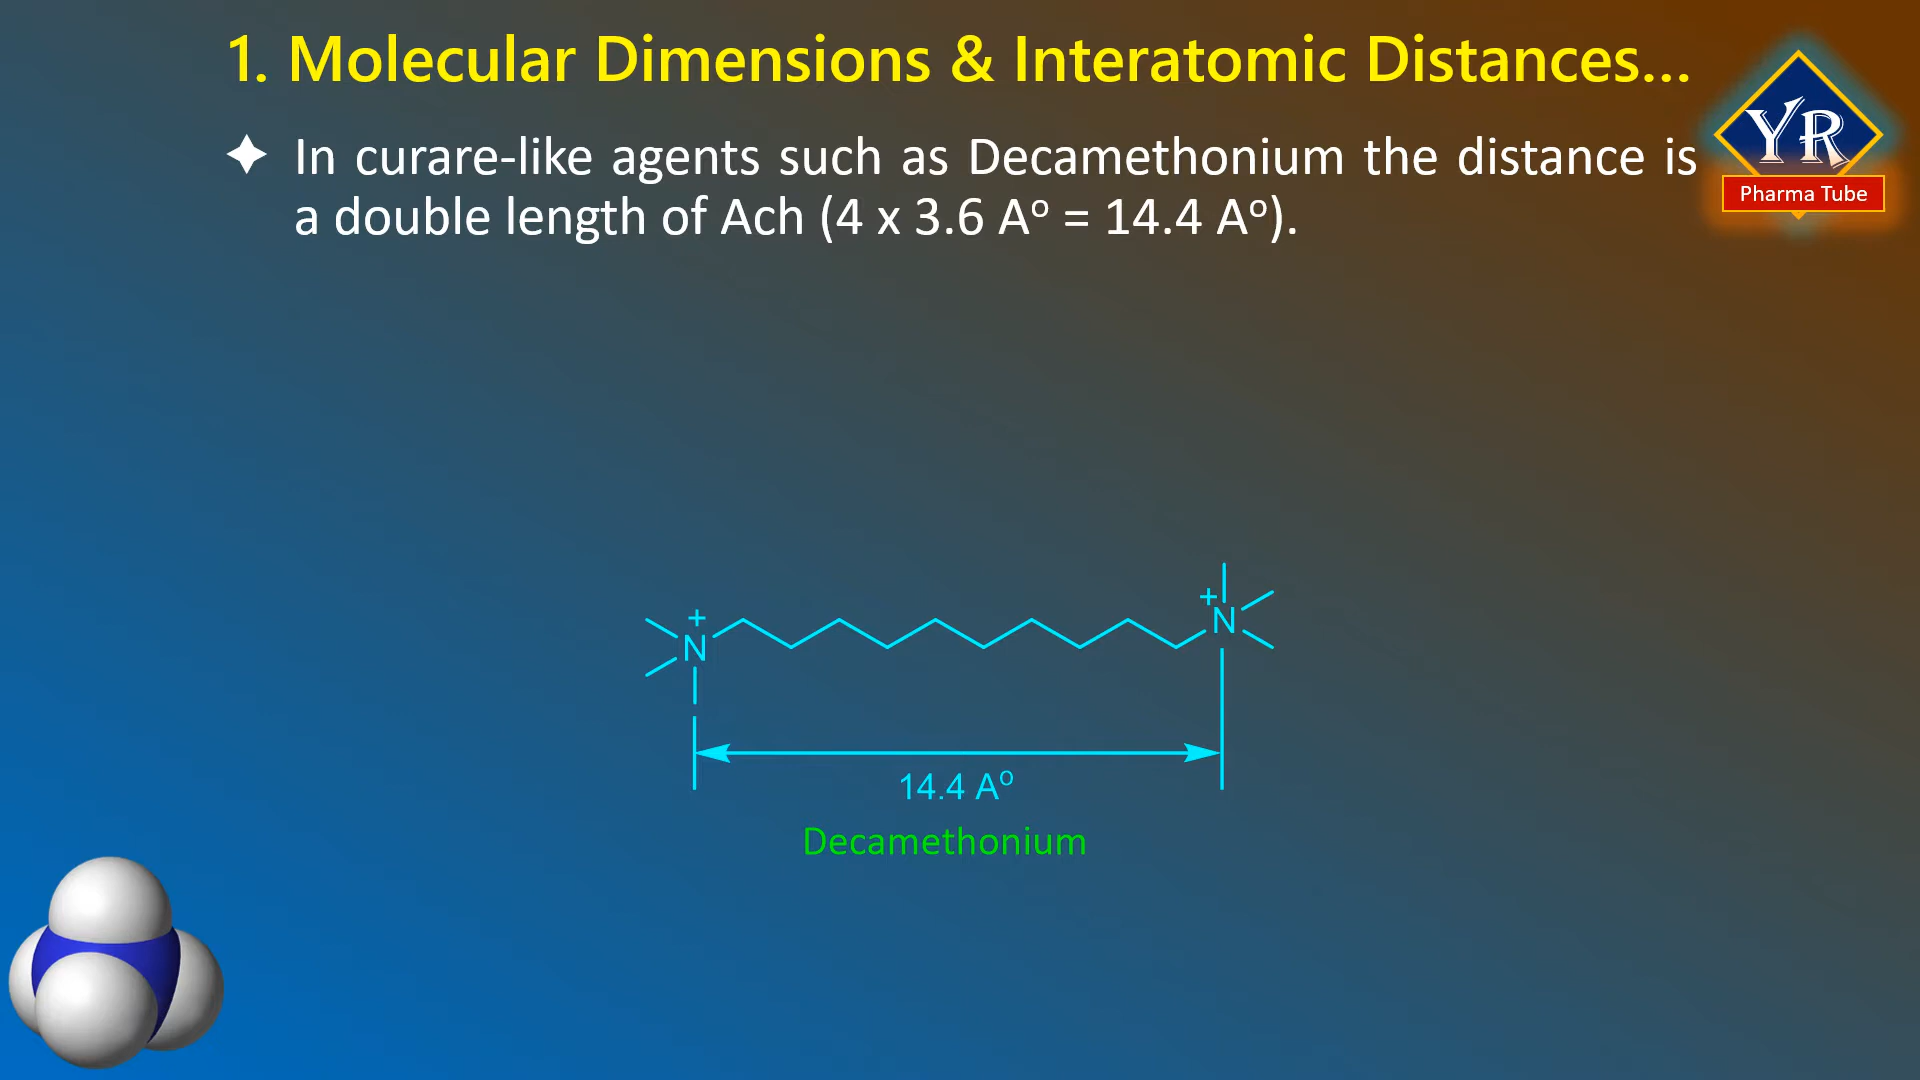 1. Molecular Dimensions & Interatomic Distances...
In curare-like agents such as Decamethonium the distance is
a double length of Ach (4 x 3.6 Aº = 14.4 Aº).
YR
Pharma Tube
+
N
+
N
14.4 Aº
Decamethonium